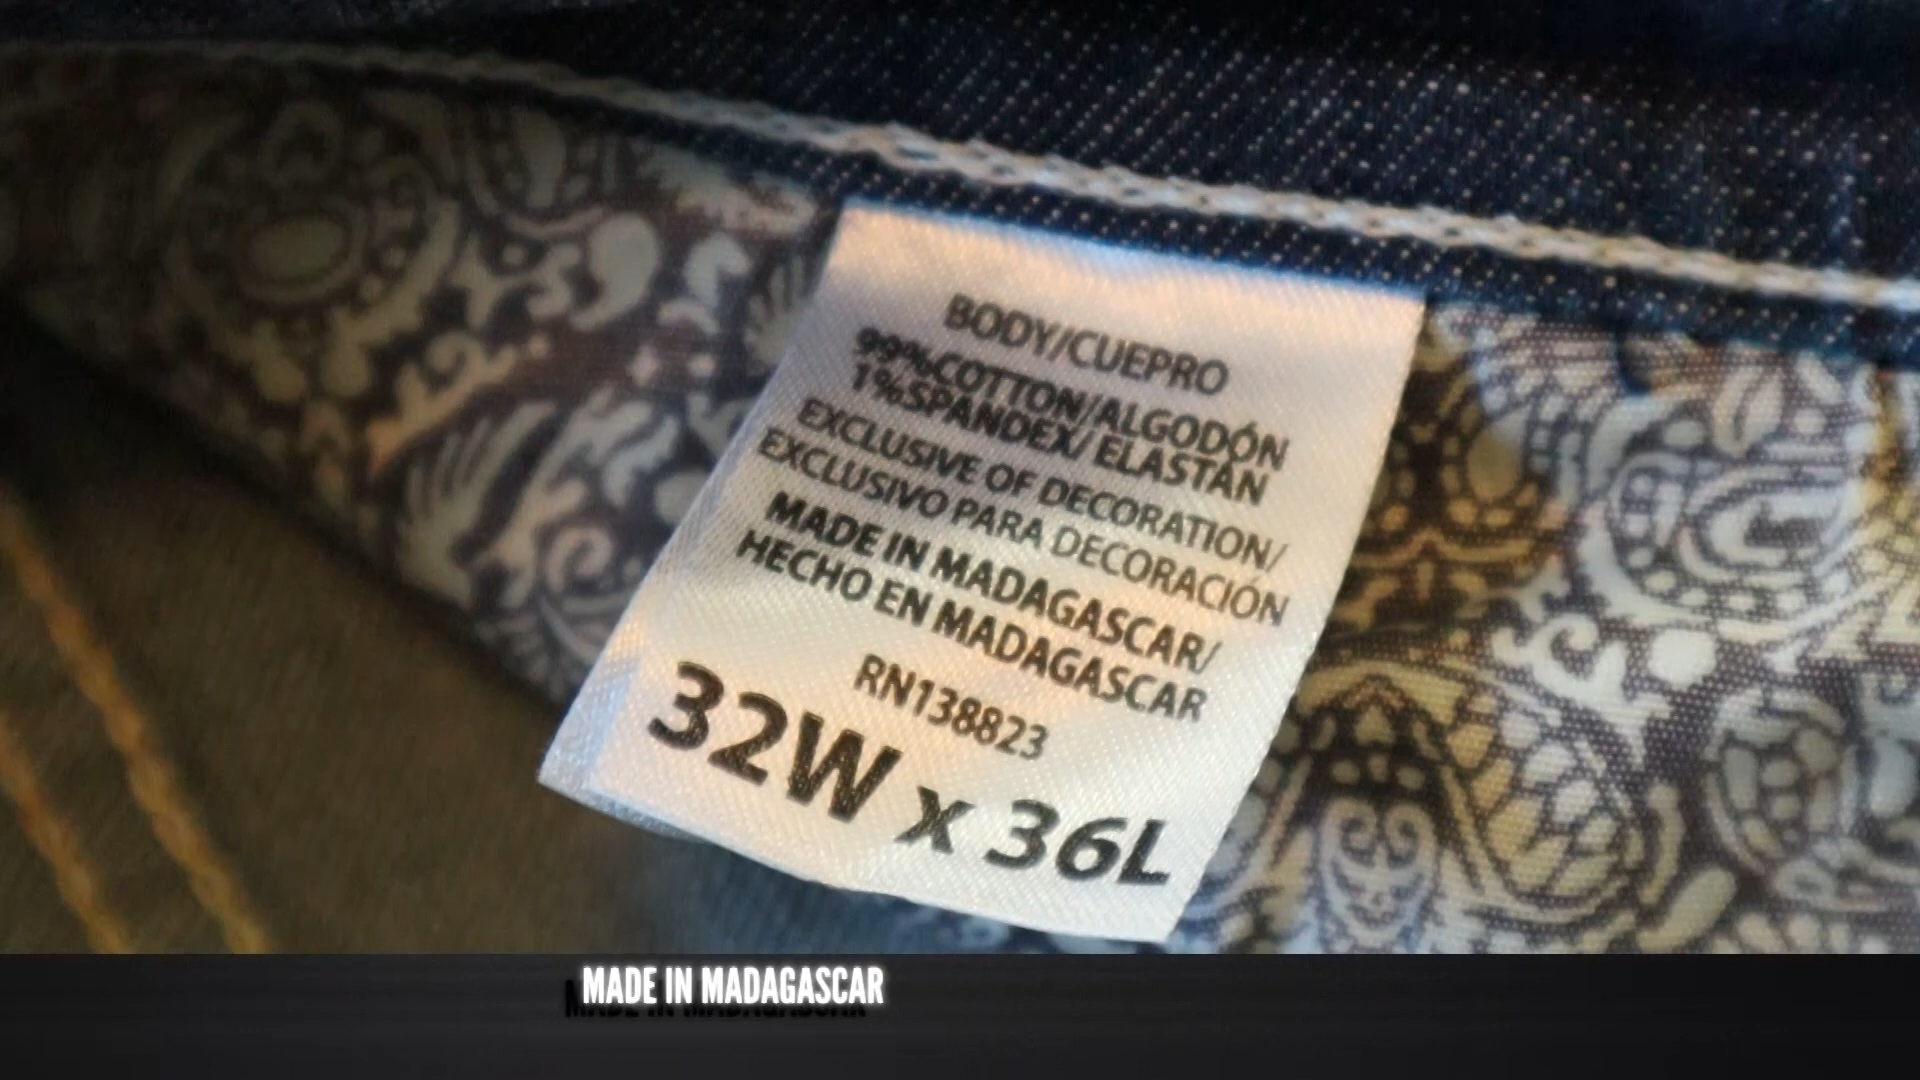 BODY/CUEPRO
99%COTTON/ALGODÓN
1%SPANDEX/ ELASTÁN
EXCLUSIVE OF DECORATION/
EXCLUSIVO PARA DECORACIÓN
MADE IN MADAGASCAR/
HECHO EN MADAGASCAR
RN138823
32W x 36L
MADE IN MADAGASCAR